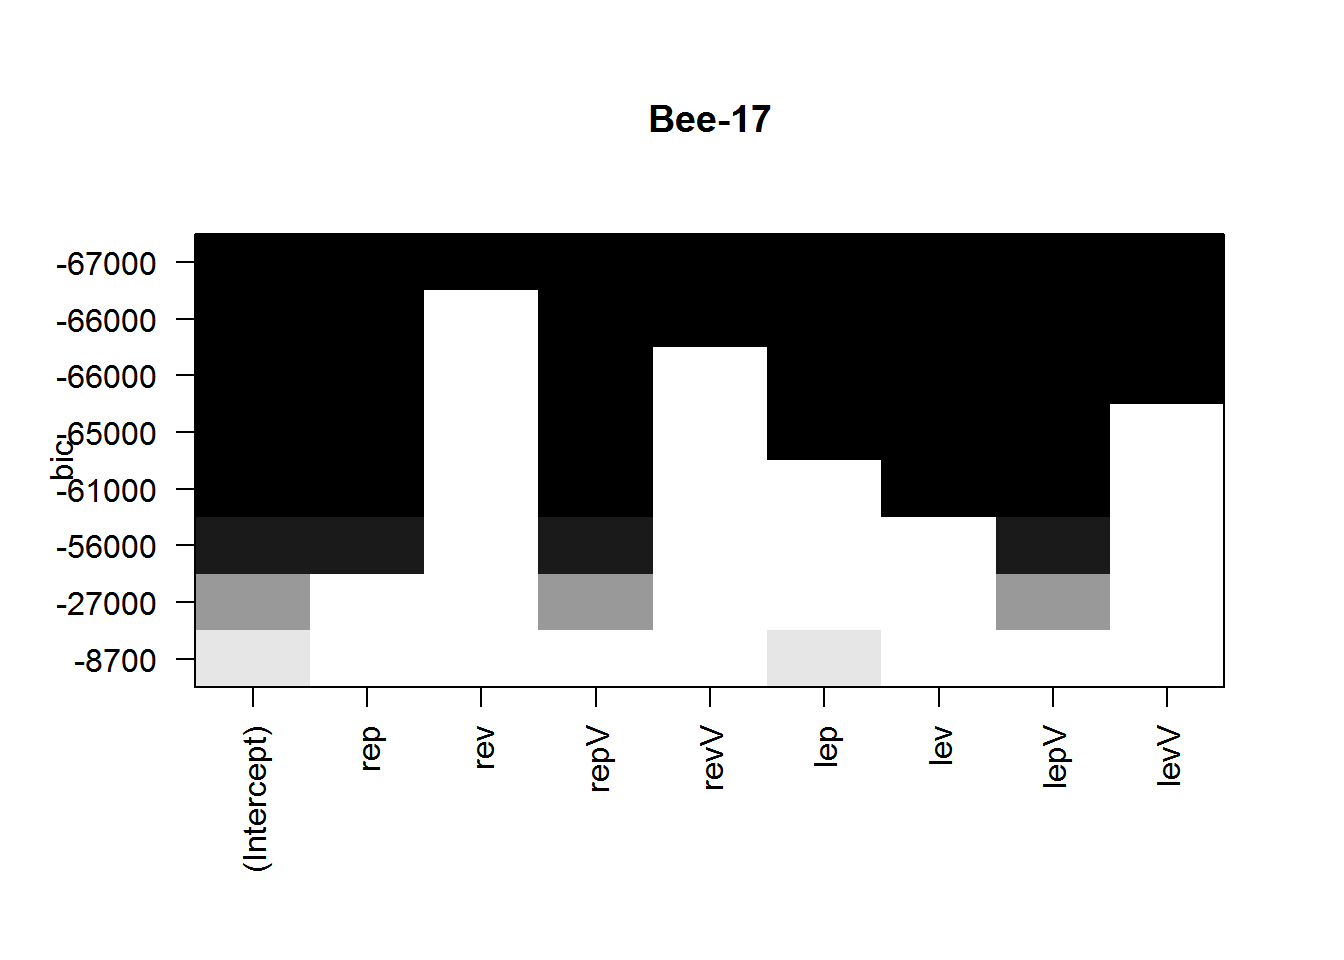 Bee-17
-67000
-66000
-66000
-65000
bic
-61000
-56000
-27000
-8700
(Intercept)
rep
rev
repV
revV
lep
lev
lepV
levV